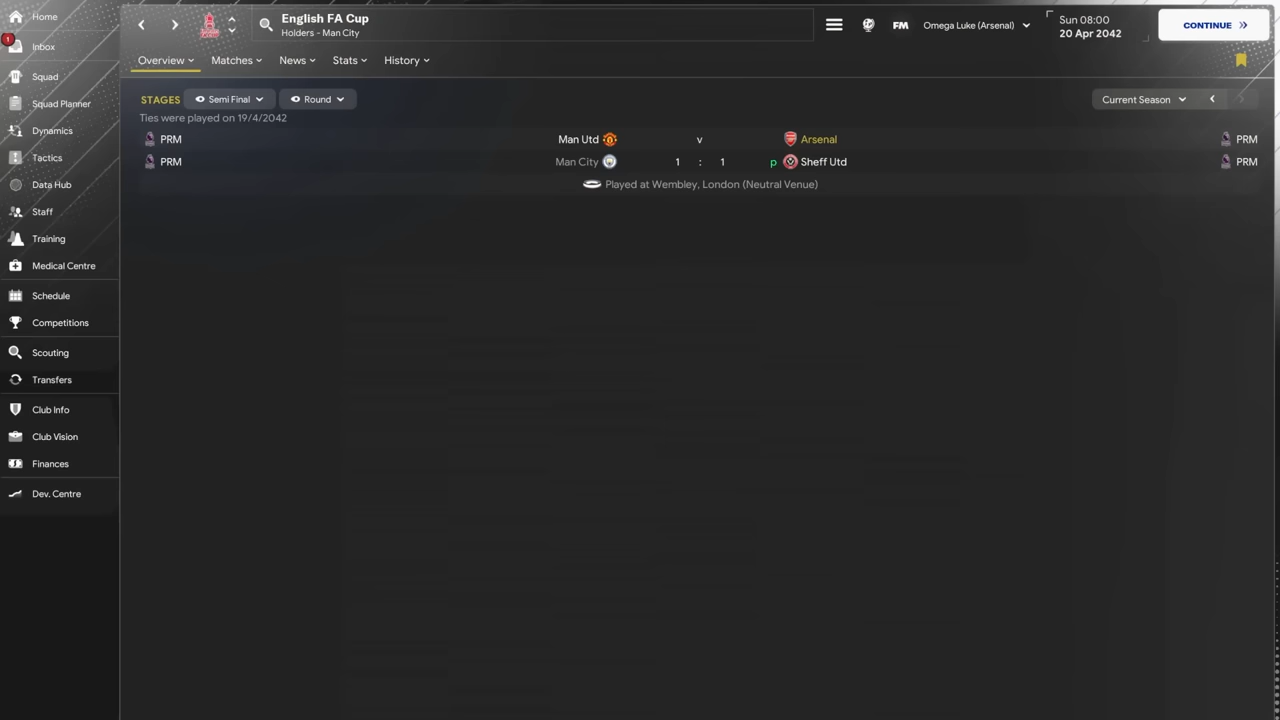 Home
English FA Cup
Holders - Man City
FM
Omega Luke (Arsenal)
Sun 08:00
20 Apr 2042
CONTINUE
1
Inbox
Squad
Squad Planner
Dynamics
Tactics
Data Hub
Staff
Training
Medical Centre
Schedule
Competitions
Scouting
Transfers
Club Info
Club Vision
Finances
Dev. Centre
Overview Matches News Stats History
STAGES Semi Final Round Current Season
Ties were played on 19/4/2042
PRM Man Utd v Arsenal PRM
PRM Man City 1 : 1 p Sheff Utd PRM
Played at Wembley, London (Neutral Venue)